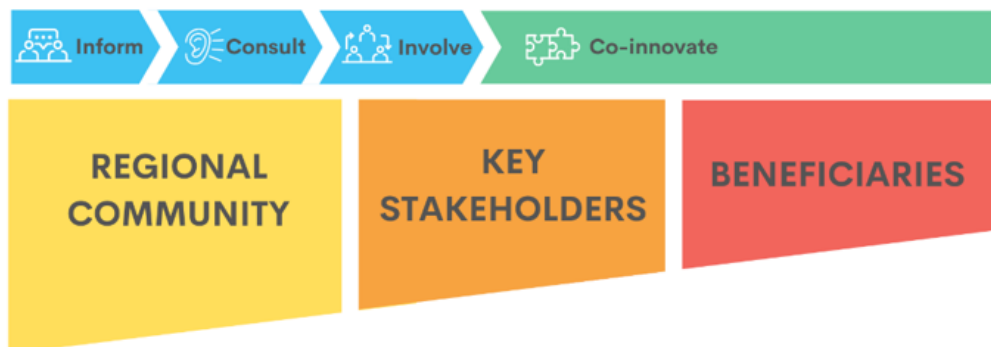 Inform
Consult
Involve
Co-innovate
REGIONAL
COMMUNITY
KEY
STAKEHOLDERS
BENEFICIARIES